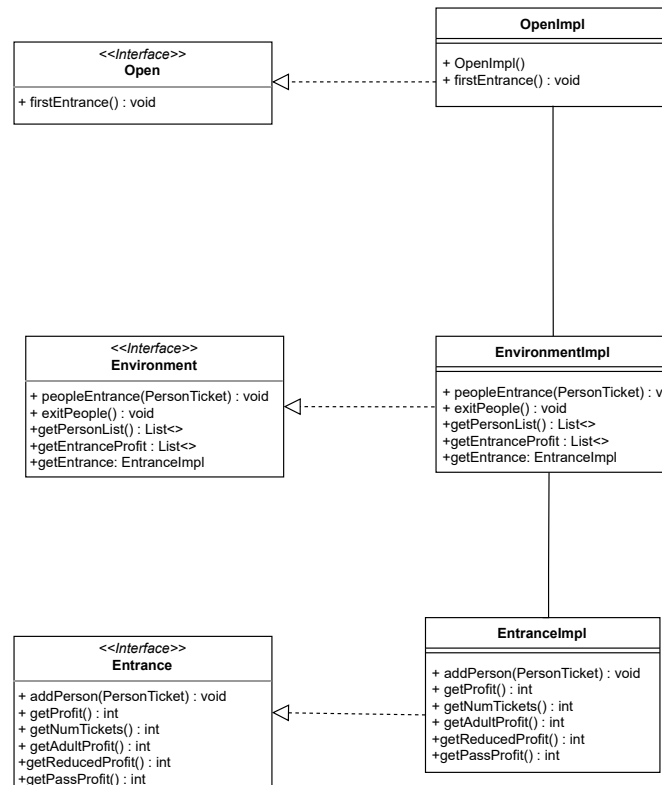 <<Interface>>
Open
+ firstEntrance() : void
OpenImpl
+ OpenImpl()
+ firstEntrance() : void
<<Interface>>
Environment
+ peopleEntrance(PersonTicket) : void
+ exitPeople() : void
+getPersonList() : List<>
+getEntranceProfit : List<>
+getEntrance: EntranceImpl
EnvironmentImpl
+ peopleEntrance(PersonTicket) : v
+ exitPeople() : void
+getPersonList() : List<>
+getEntranceProfit : List<>
+getEntrance: EntranceImpl
<<Interface>>
Entrance
+ addPerson(PersonTicket) : void
+ getProfit() : int
+ getNumTickets() : int
+ getAdultProfit() : int
+getReducedProfit() : int
+getPassProfit() : int
EntranceImpl
+ addPerson(PersonTicket) : void
+ getProfit() : int
+ getNumTickets() : int
+ getAdultProfit() : int
+getReducedProfit() : int
+getPassProfit() : int